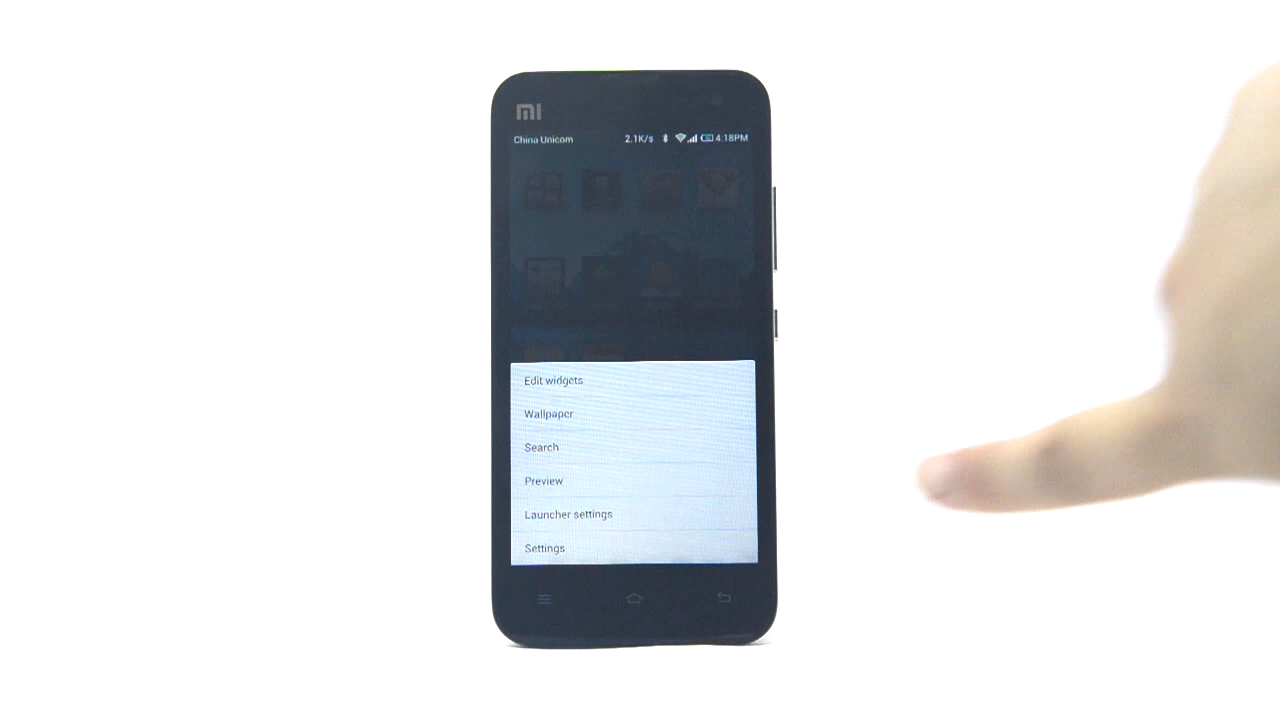 mi
China Unicom 2.1K/s 4:18PM
Edit widgets
Wallpaper
Search
Preview
Launcher settings
Settings